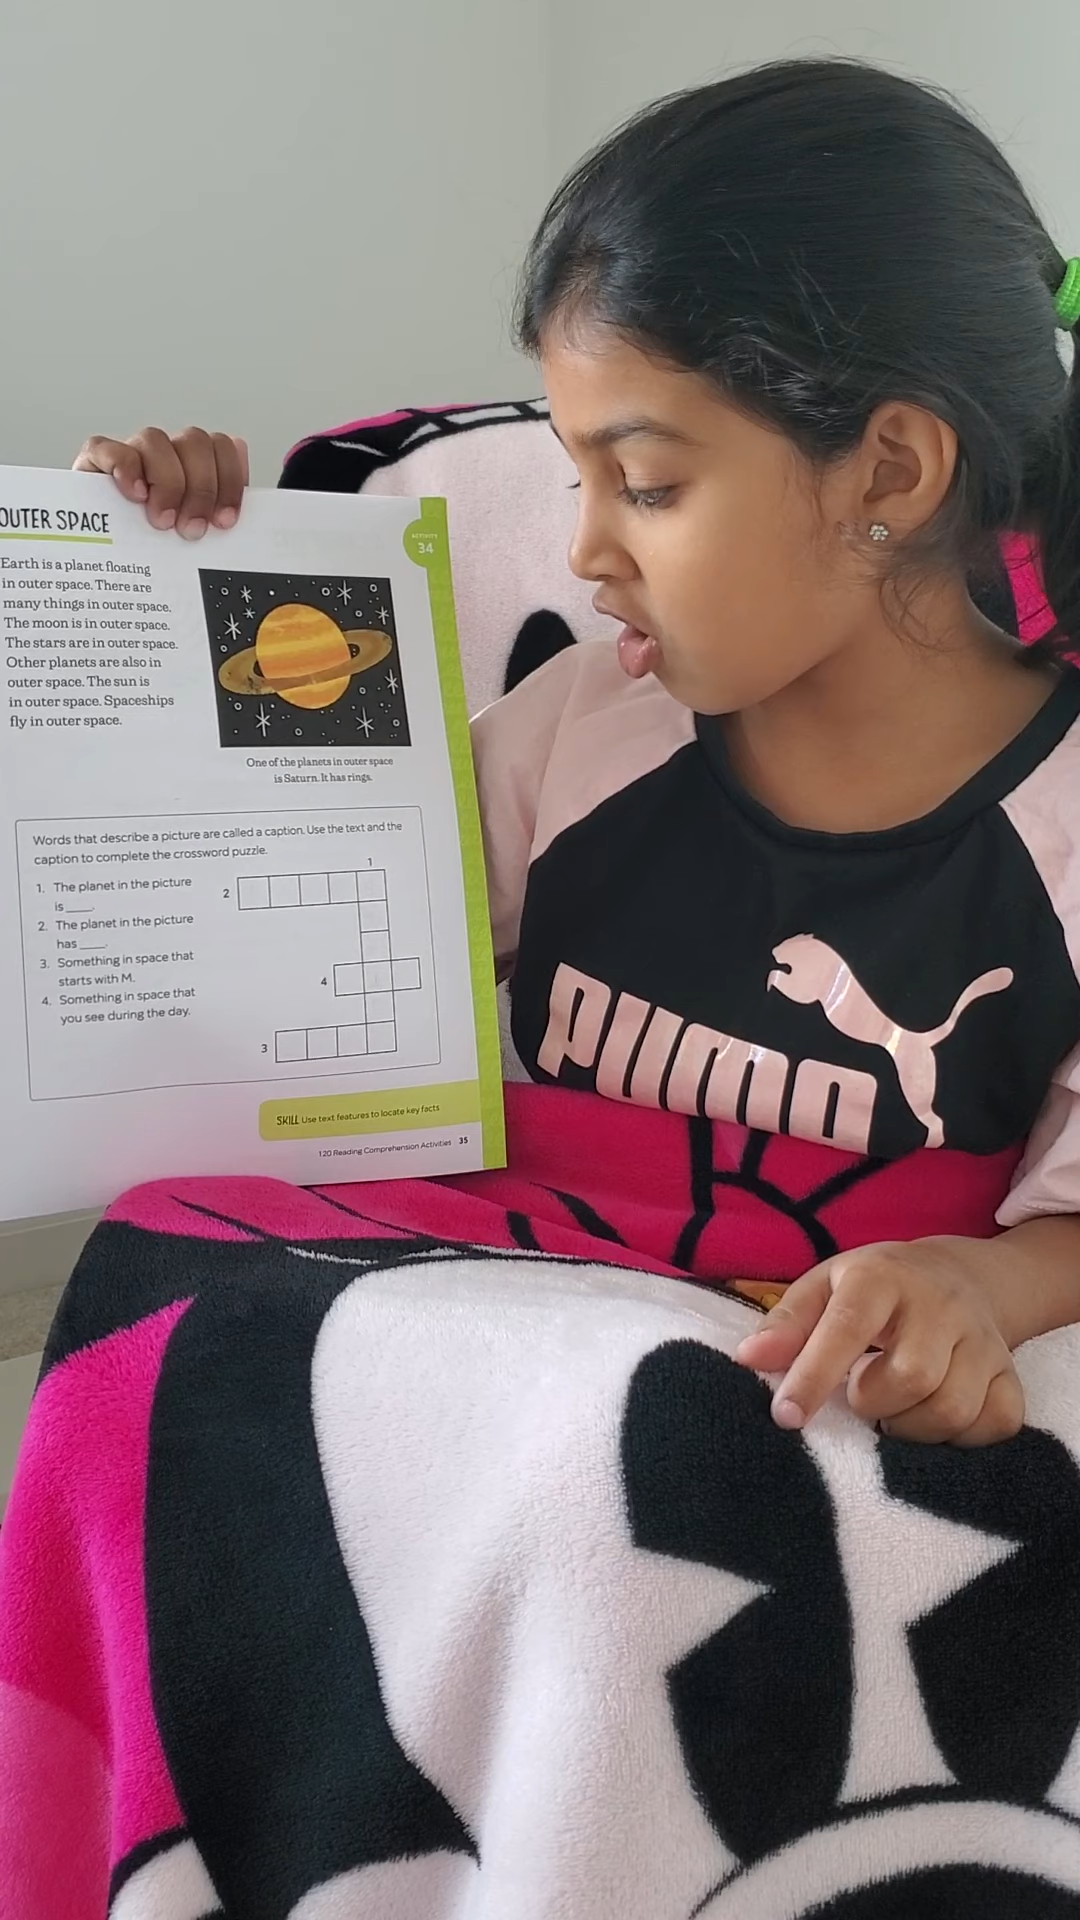 OUTER SPACE
ACTIVITY
34
Earth is a planet floating
in outer space. There are
many things in outer space.
The moon is in outer space.
The stars are in outer space.
Other planets are also in
outer space. The sun is
in outer space. Spaceships
fly in outer space.
One of the planets in outer space
is Saturn. It has rings.
Words that describe a picture are called a caption. Use the text and the
caption to complete the crossword puzzle.
1. The planet in the picture
is ____.
2. The planet in the picture
has ____.
3. Something in space that
starts with M.
4. Something in space that
you see during the day.
1
2
4
3
SKILL Use text features to locate key facts
120 Reading Comprehension Activities 35
PUMA